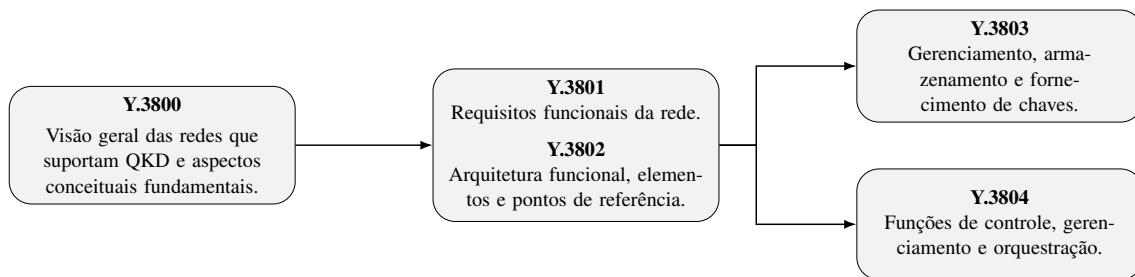 Y.3800
Visão geral das redes que
suportam QKD e aspectos
conceituais fundamentais.
Y.3801
Requisitos funcionais da rede.
Y.3802
Arquitetura funcional, elemen-
tos e pontos de referência.
Y.3803
Gerenciamento, arma-
zenamento e forne-
cimento de chaves.
Y.3804
Funções de controle, geren-
ciamento e orquestração.